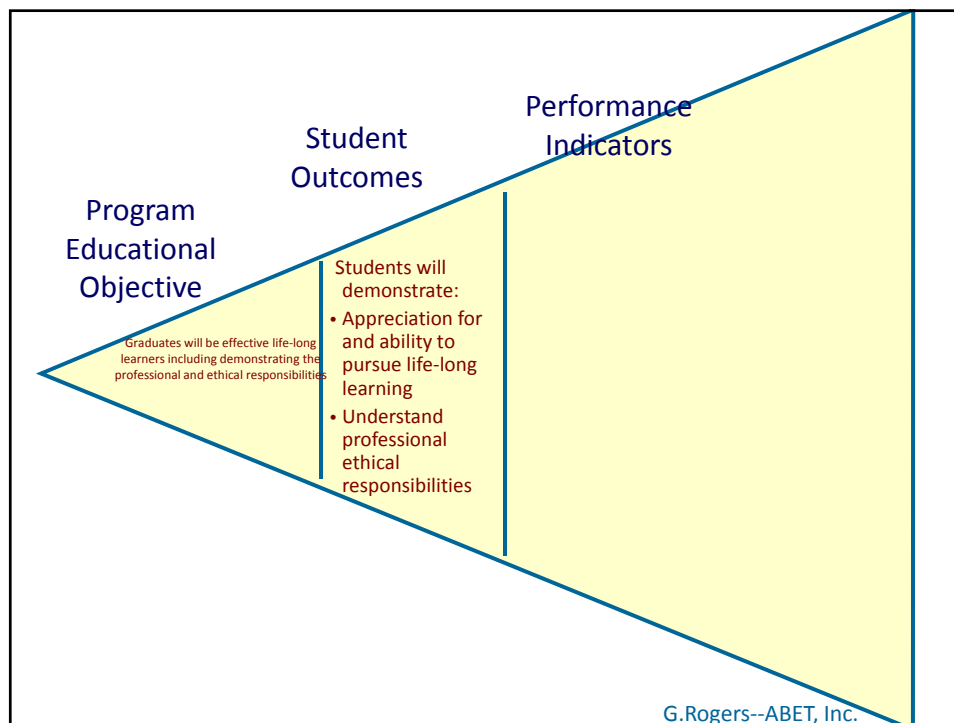 Program
Educational
Objective
Student
Outcomes
Performance
Indicators
Graduates will be effective life-long
learners including demonstrating the
professional and ethical responsibilities
Students will
demonstrate:
• Appreciation for
and ability to
pursue life-long
learning
• Understand
professional
ethical
responsibilities
G.Rogers--ABET, Inc.